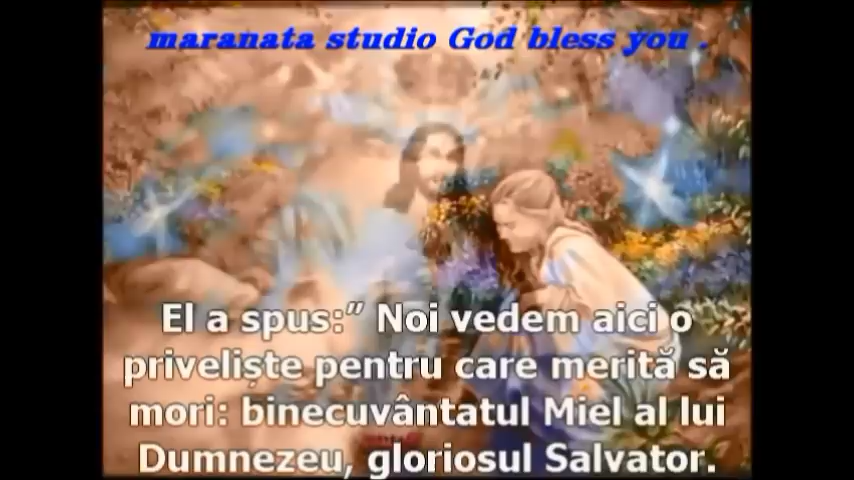 maranata studio God bless you .
El a spus:” Noi vedem aici o
priveliște pentru care merită să
mori: binecuvântatul Miel al lui
Dumnezeu, gloriosul Salvator.